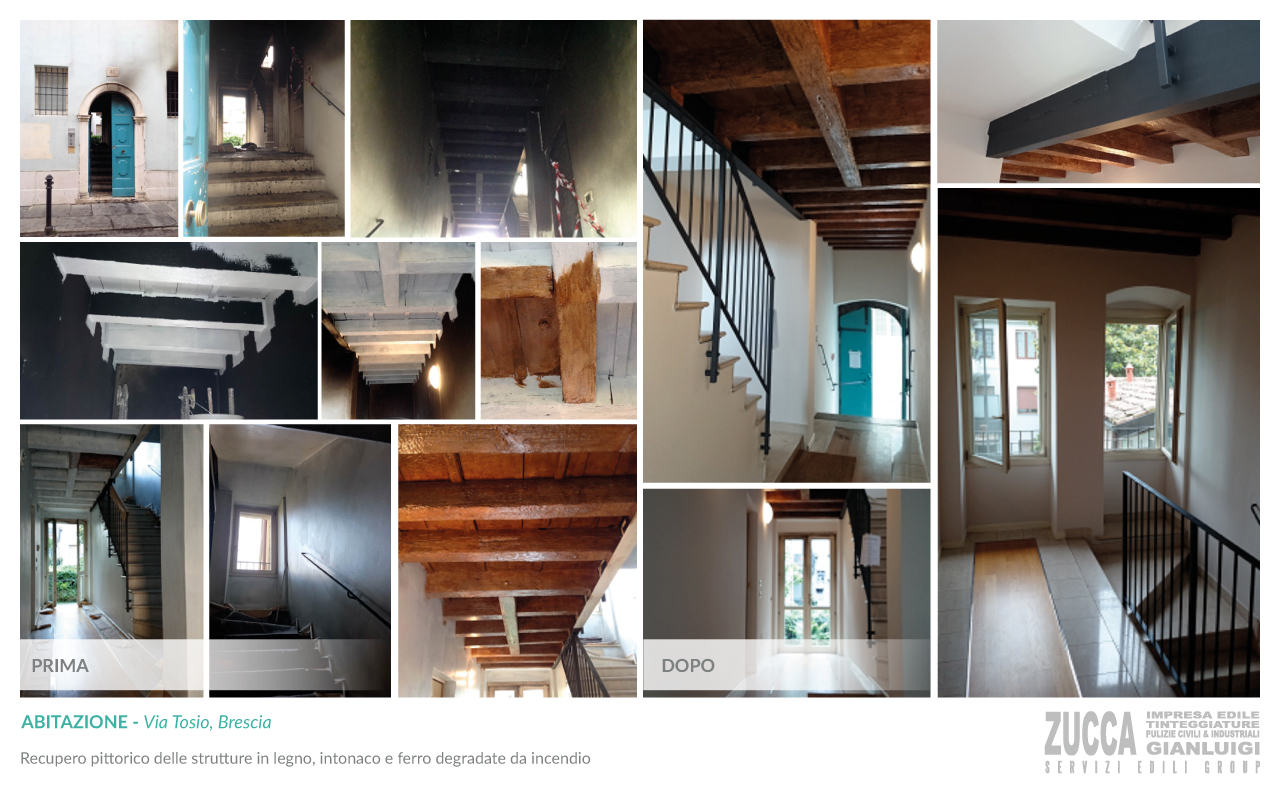 PRIMA
DOPO
ABITAZIONE - Via Tosio, Brescia
Recupero pittorico delle strutture in legno, intonaco e ferro degradate da incendio
ZUCCA
IMPRESA EDILE
TINTEGGIATURE
PULIZIE CIVILI & INDUSTRIALI
GIANLUIGI
SERVIZI EDILI GROUP